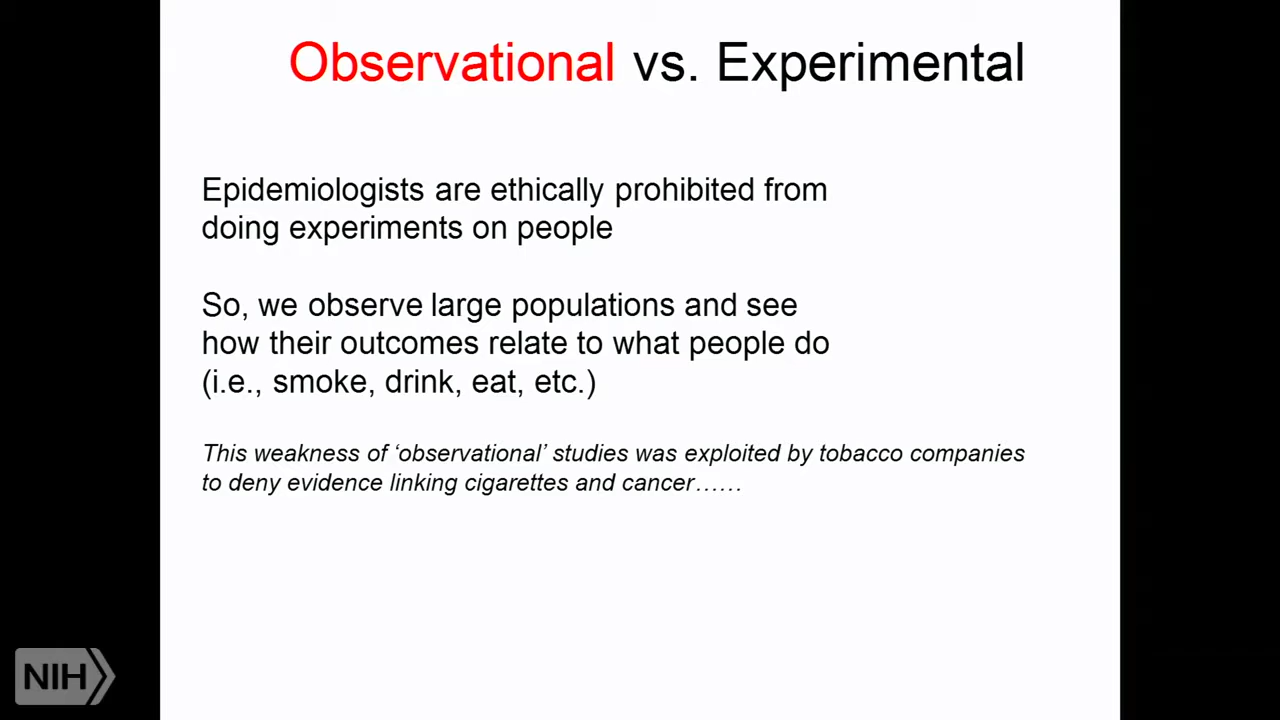 Observational vs. Experimental
Epidemiologists are ethically prohibited from
doing experiments on people
So, we observe large populations and see
how their outcomes relate to what people do
(i.e., smoke, drink, eat, etc.)
This weakness of ‘observational’ studies was exploited by tobacco companies
to deny evidence linking cigarettes and cancer……
NIH